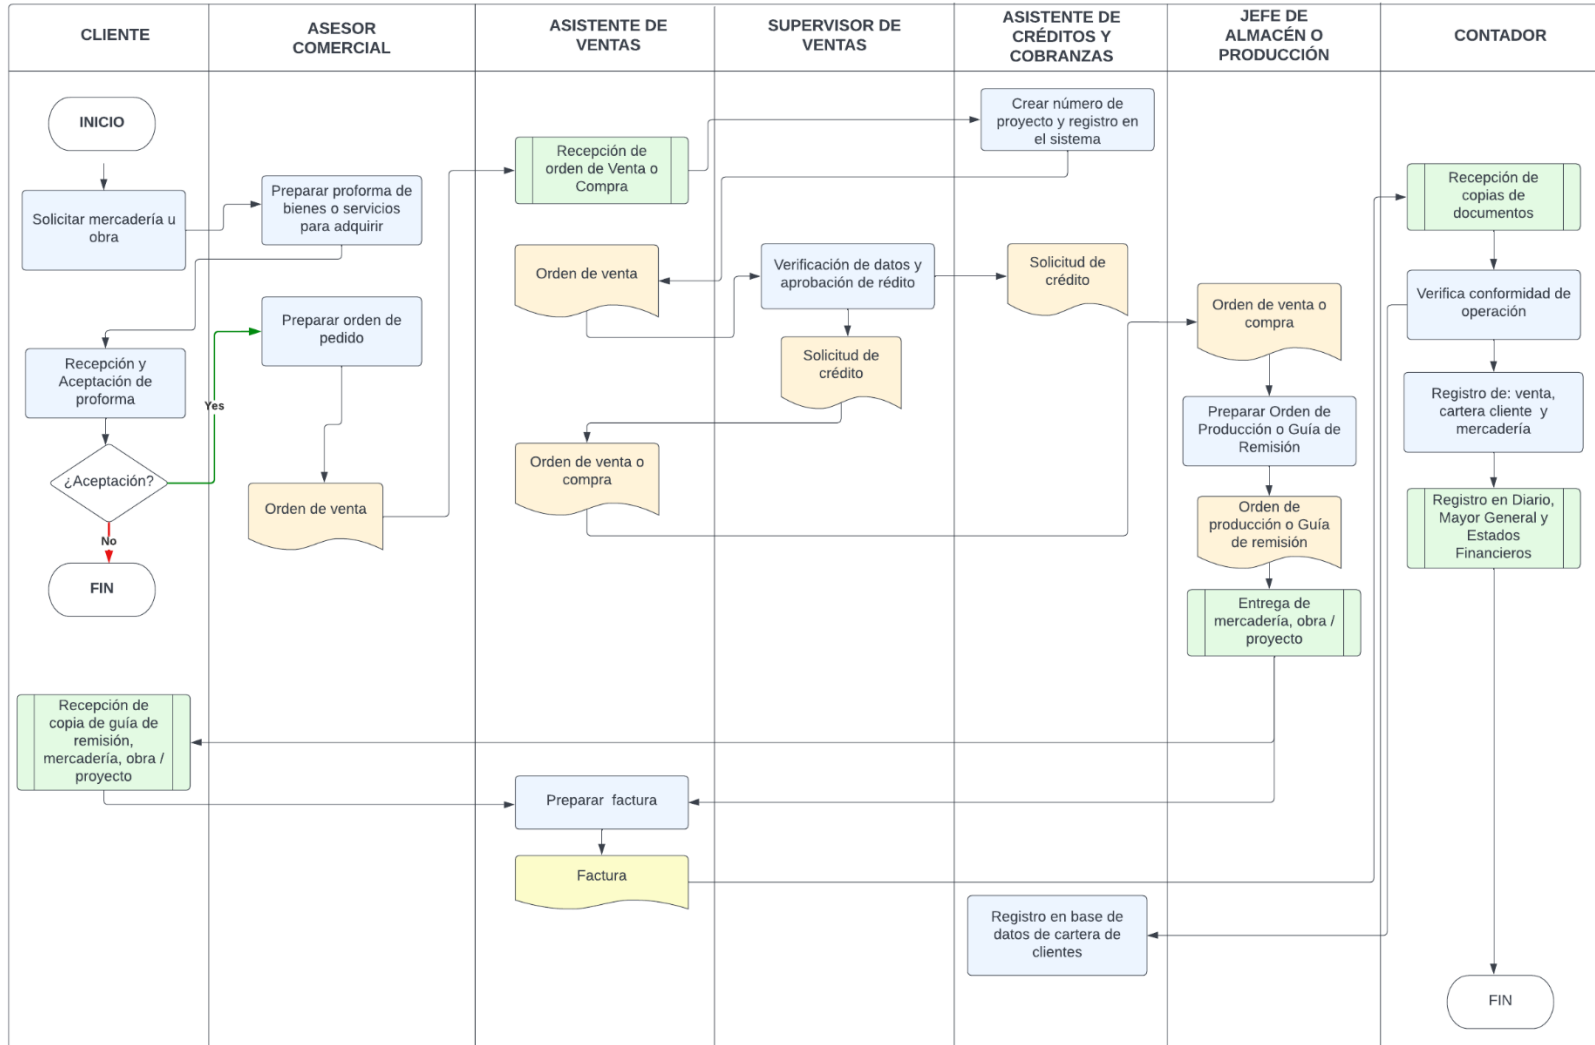 CLIENTE
ASESOR
COMERCIAL
ASISTENTE DE
VENTAS
SUPERVISOR DE
VENTAS
ASISTENTE DE
CRÉDITOS Y
COBRANZAS
JEFE DE
ALMACÉN O
PRODUCCIÓN
CONTADOR
INICIO
Solicitar mercadería u
obra
Recepción y
Aceptación de
proforma
¿Aceptación?
Yes
No
FIN
Recepción de
copia de guía de
remisión,
mercadería, obra /
proyecto
Preparar proforma de
bienes o servicios
para adquirir
Preparar orden de
pedido
Orden de venta
Recepción de
orden de Venta o
Compra
Orden de venta
Orden de venta o
compra
Preparar factura
Factura
Verificación de datos y
aprobación de rédito
Solicitud de
crédito
Crear número de
proyecto y registro en
el sistema
Solicitud de
crédito
Registro en base de
datos de cartera de
clientes
Orden de venta o
compra
Preparar Orden de
Producción o Guía de
Remisión
Orden de
producción o Guía
de remisión
Entrega de
mercadería, obra /
proyecto
Recepción de
copias de
documentos
Verifica conformidad de
operación
Registro de: venta,
cartera cliente y
mercadería
Registro en Diario,
Mayor General y
Estados
Financieros
FIN